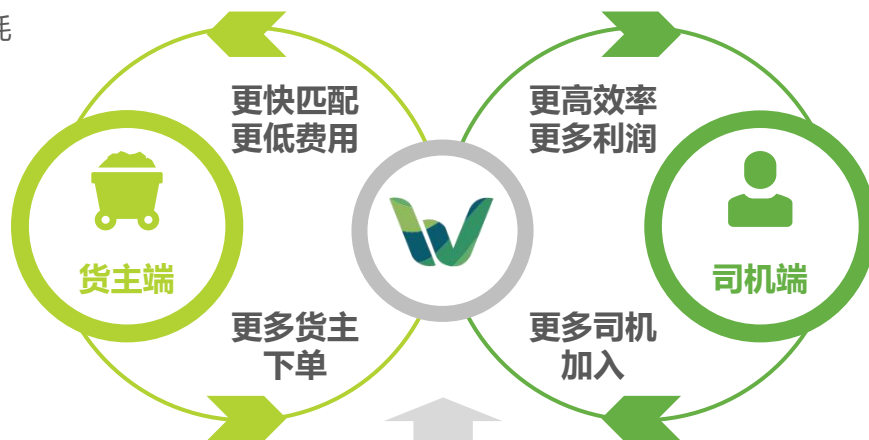 耗
更快匹配
更低费用
更高效率
更多利润
货主端
司机端
更多货主
下单
更多司机
加入